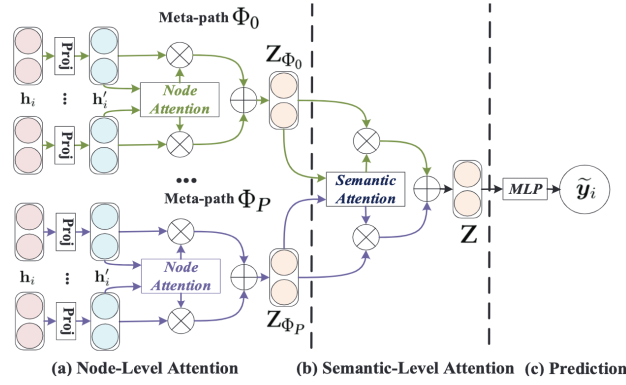 Meta-path Φ0
Proj
hi
...
h′i
Node
Attention
Proj
ZΦ0
...
Meta-path ΦP
Proj
hi
...
h′i
Node
Attention
Proj
ZΦP
Semantic
Attention
Z
MLP
ỹi
(a) Node-Level Attention
(b) Semantic-Level Attention
(c) Prediction